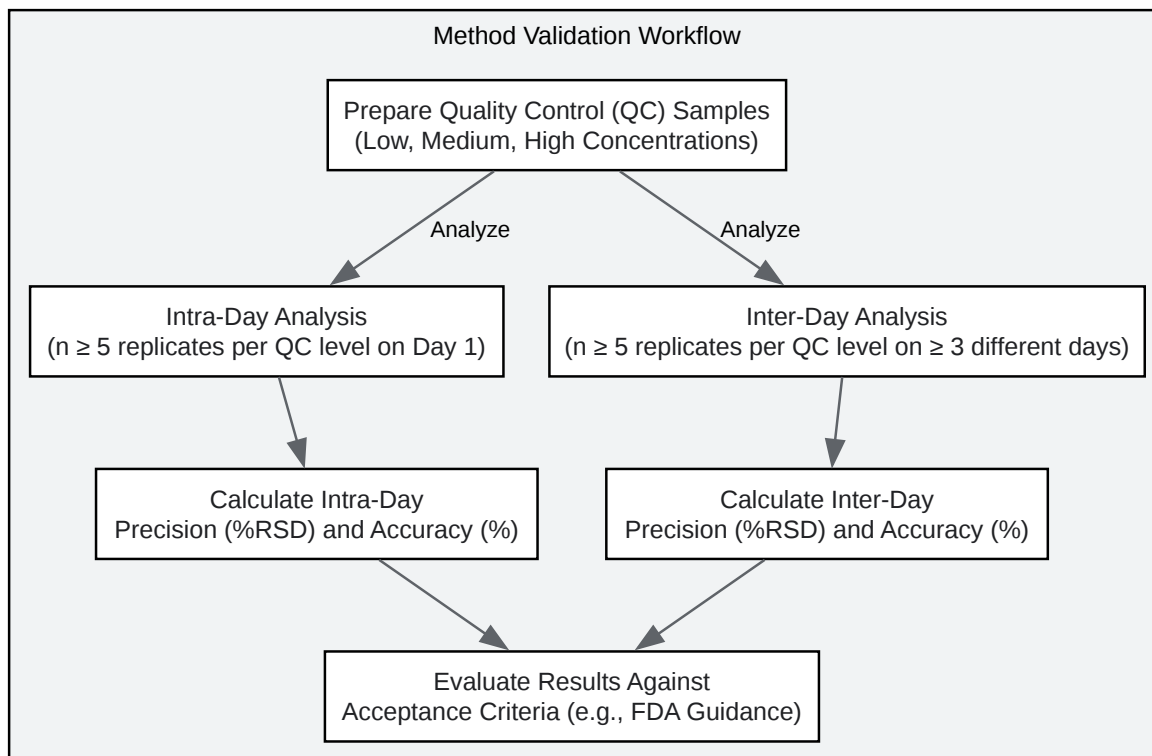 Method Validation Workflow
Prepare Quality Control (QC) Samples
(Low, Medium, High Concentrations)
Analyze
Analyze
Intra-Day Analysis
(n ≥ 5 replicates per QC level on Day 1)
Inter-Day Analysis
(n ≥ 5 replicates per QC level on ≥ 3 different days)
Calculate Intra-Day
Precision (%RSD) and Accuracy (%)
Calculate Inter-Day
Precision (%RSD) and Accuracy (%)
Evaluate Results Against
Acceptance Criteria (e.g., FDA Guidance)